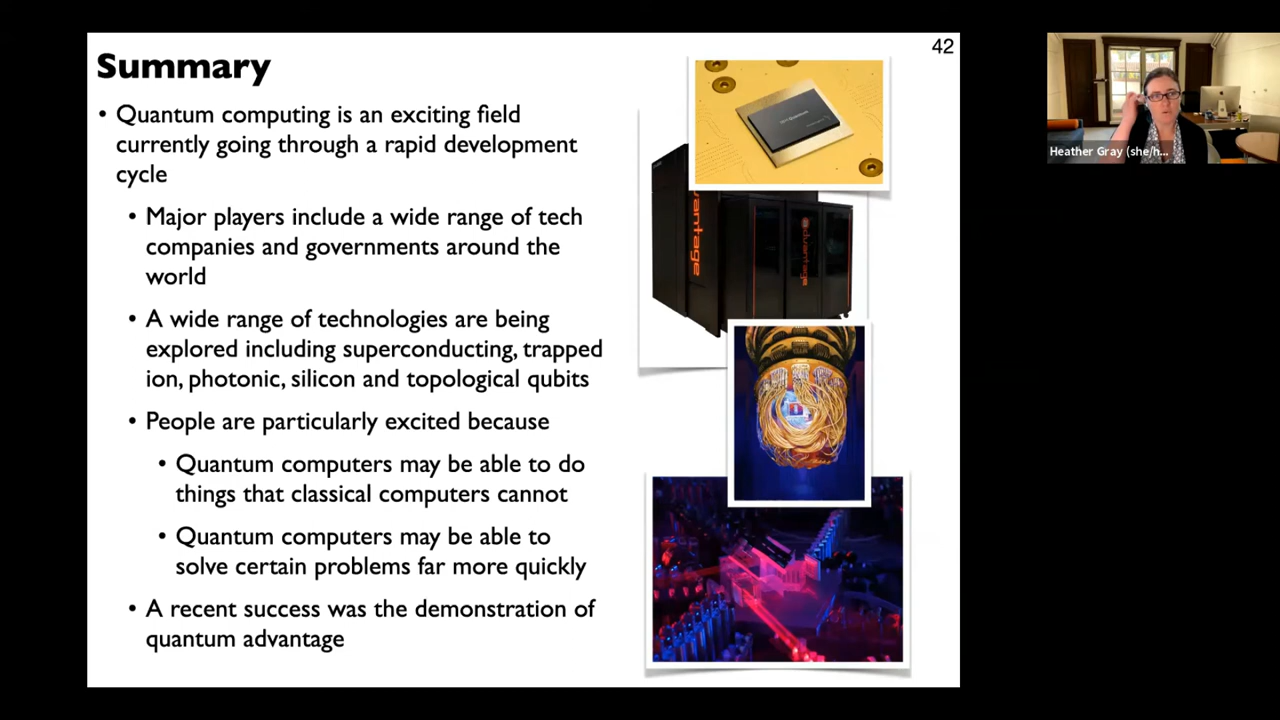 42
Summary
• Quantum computing is an exciting field
currently going through a rapid development
cycle
• Major players include a wide range of tech
companies and governments around the
world
• A wide range of technologies are being
explored including superconducting, trapped
ion, photonic, silicon and topological qubits
• People are particularly excited because
• Quantum computers may be able to do
things that classical computers cannot
• Quantum computers may be able to
solve certain problems far more quickly
• A recent success was the demonstration of
quantum advantage
Quantum
advantage
Heather Gray (she/h...